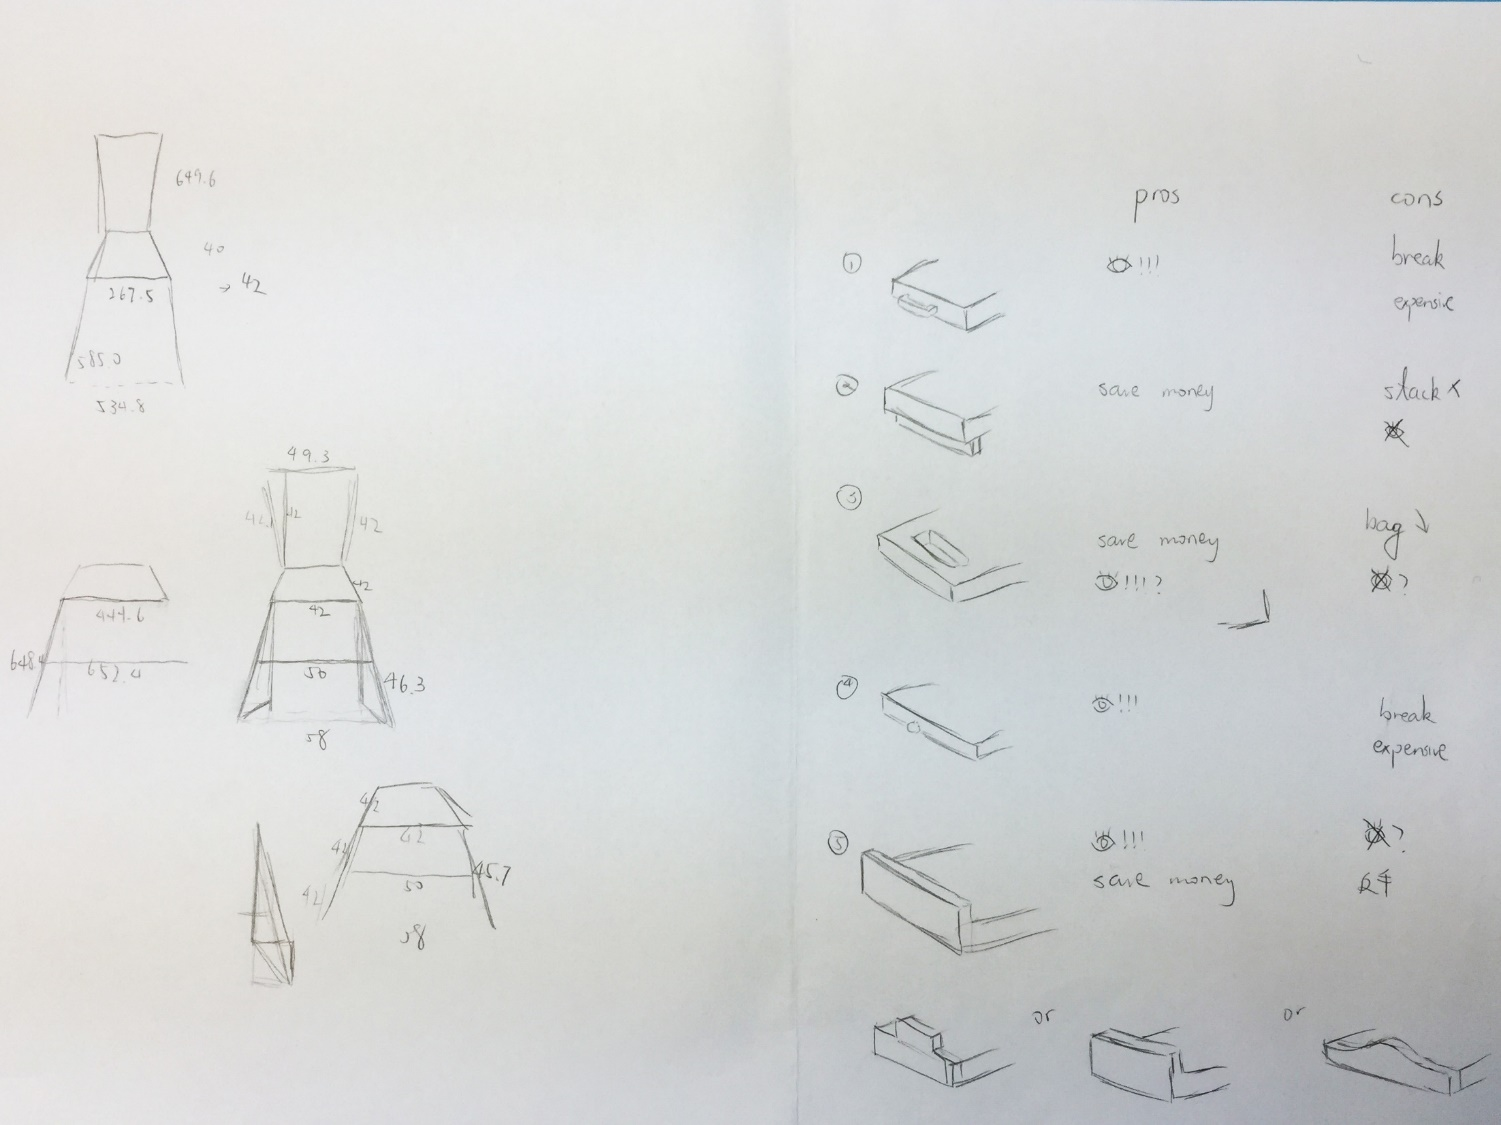 649.6
40
→ 42
267.5
585.0
534.8
49.3
42
42
42
42
444.6
648
652.4
50
46.3
58
42
42
42
45.7
50
42
58
pros cons
① !!! break
expensive
② save money stack x
③ save money bag ↓
!!!? ?
④ !!! break
expensive
⑤ !!! ?
save money
or or